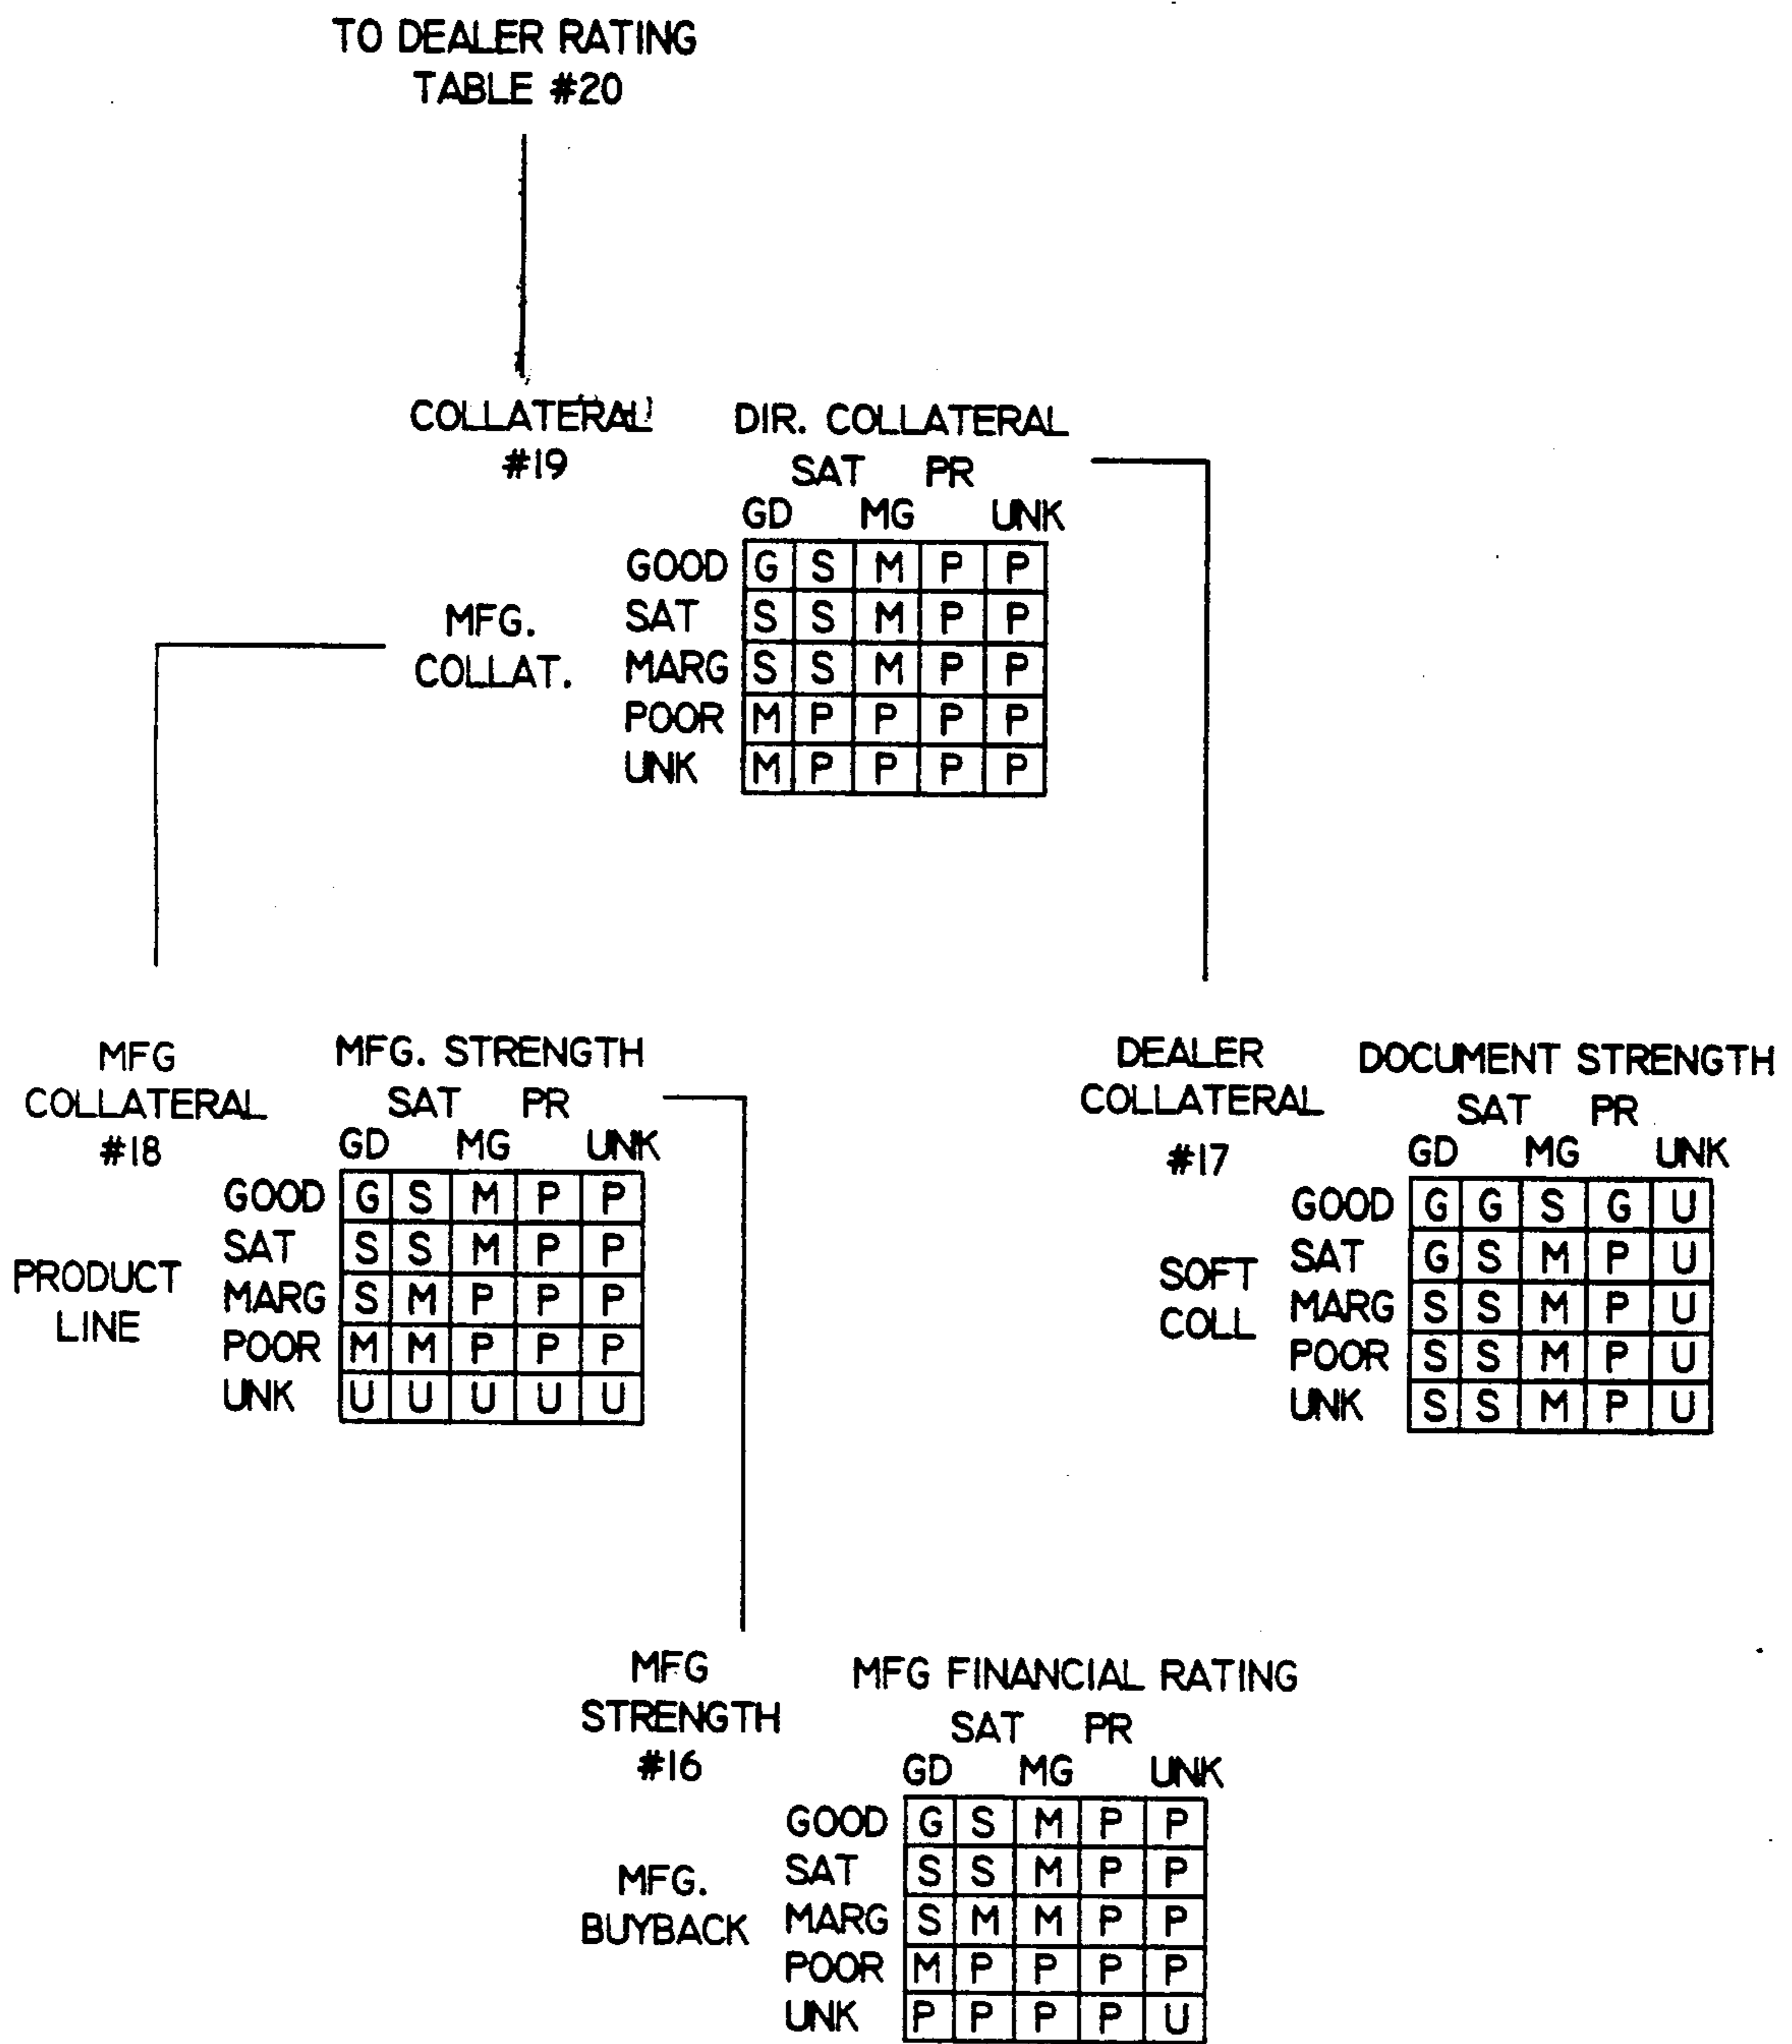 TO DEALER RATING
TABLE #20
COLLATERAL
#19
DIR. COLLATERAL
SAT PR
GD MG UNK
GOOD G S M P P
SAT S S M P P
MARG S S M P P
POOR M P P P P
UNK M P P P P
MFG.
COLLAT.
MFG
COLLATERAL
#18
MFG. STRENGTH
SAT PR
GD MG UNK
GOOD G S M P P
SAT S S M P P
MARG S M P P P
POOR M M P P P
UNK U U U U U
PRODUCT
LINE
DEALER
COLLATERAL
#17
DOCUMENT STRENGTH
SAT PR
GD MG UNK
GOOD G G S G U
SAT G S M P U
MARG S S M P U
POOR S S M P U
UNK S S M P U
SOFT
COLL
MFG
STRENGTH
#16
MFG FINANCIAL RATING
SAT PR
GD MG UNK
GOOD G S M P P
SAT S S M P P
MARG S M M P P
POOR M P P P P
UNK P P P P U
MFG.
BUYBACK